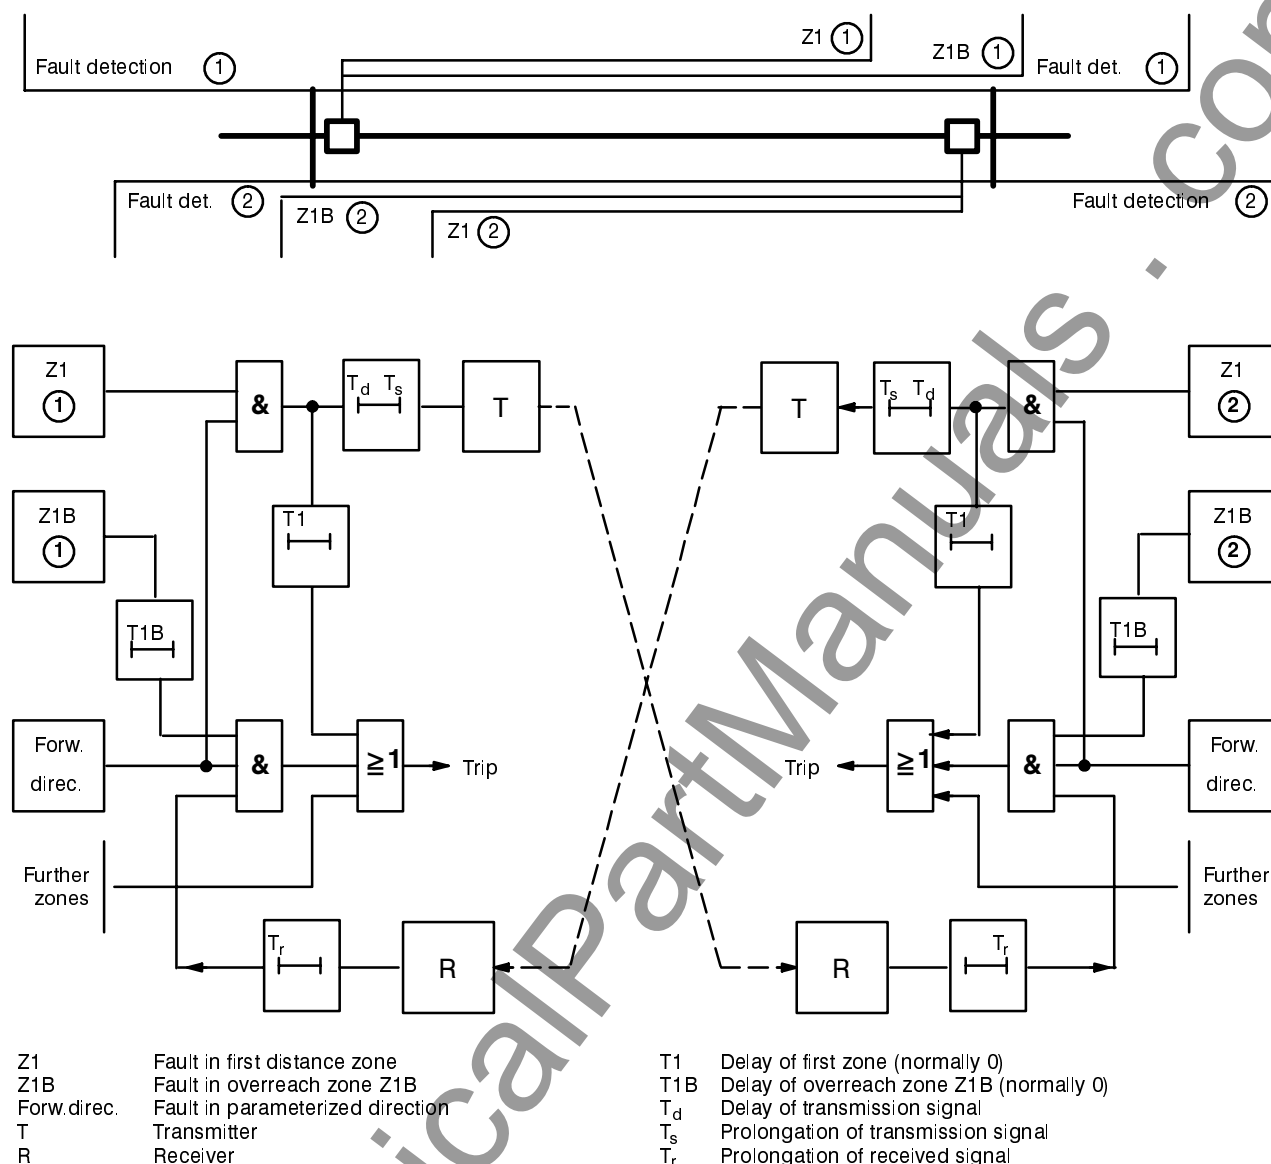 Z1 1
Z1B 1
Fault detection 1
Fault det. 1
Fault det. 2
Z1B 2
Z1 2
Fault detection 2
Z1
1
&
Td Ts
T
T
Ts Td
&
Z1
2
Z1B
1
T1
T1
Z1B
2
T1B
T1B
Forw.
direc.
&
≥1
Trip
Trip
≥1
&
Forw.
direc.
Further
zones
Further
zones
Tr
R
R
Tr
Z1 Fault in first distance zone
Z1B Fault in overreach zone Z1B
Forw.direc. Fault in parameterized direction
T Transmitter
R Receiver
T1 Delay of first zone (normally 0)
T1B Delay of overreach zone Z1B (normally 0)
Td Delay of transmission signal
Ts Prolongation of transmission signal
Tr Prolongation of received signal
icalPartManuals . com